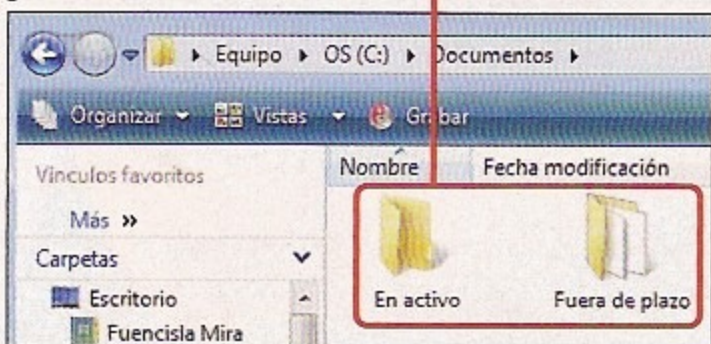 Equipo ▸ OS (C:) ▸ Documentos ▸
Organizar Vistas Grabar
Vínculos favoritos
Más »
Carpetas
Escritorio
Fuencisla Mira
Nombre Fecha modificación
En activo Fuera de plazo